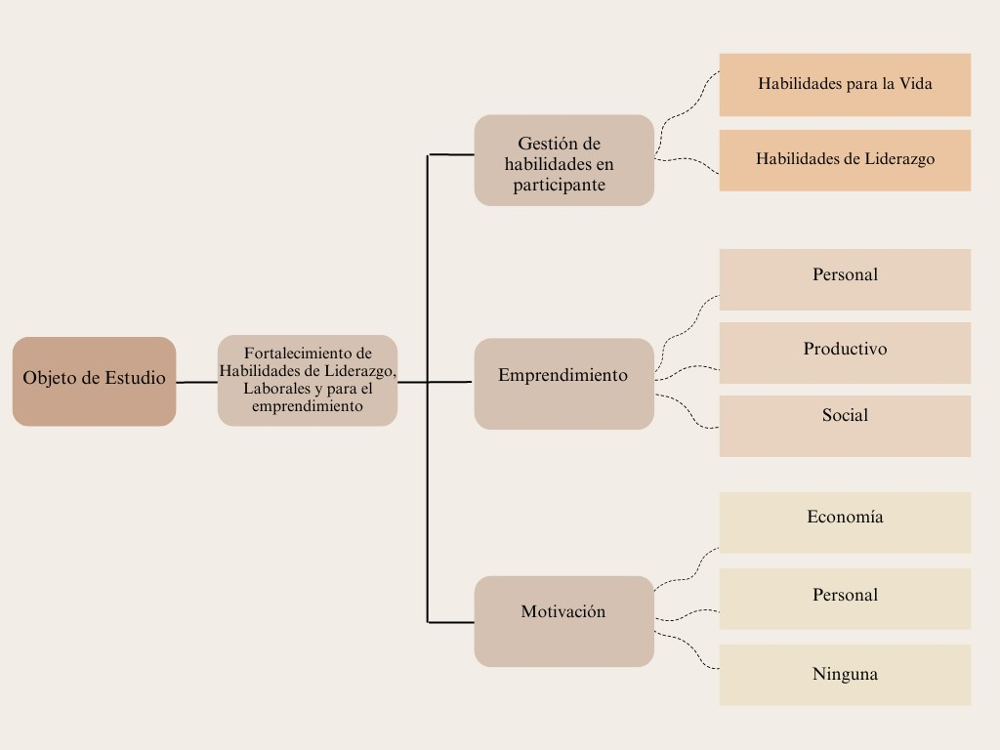 Objeto de Estudio
Fortalecimiento de
Habilidades de Liderazgo,
Laborales y para el
emprendimiento
Gestión de
habilidades en
participante
Habilidades para la Vida
Habilidades de Liderazgo
Emprendimiento
Personal
Productivo
Social
Motivación
Economía
Personal
Ninguna